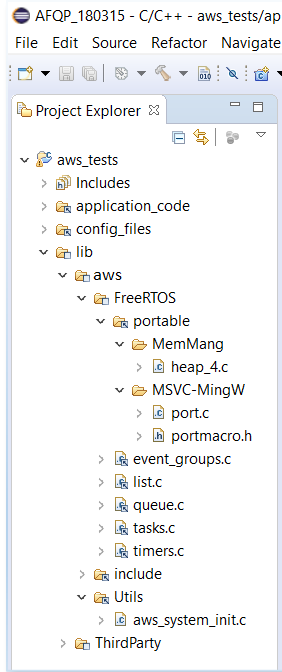 AFQP_180315 - C/C++ - aws_tests/ap
File Edit Source Refactor Navigate
Project Explorer
aws_tests
Includes
application_code
config_files
lib
aws
FreeRTOS
portable
MemMang
heap_4.c
MSVC-MingW
port.c
portmacro.h
event_groups.c
list.c
queue.c
tasks.c
timers.c
include
Utils
aws_system_init.c
ThirdParty